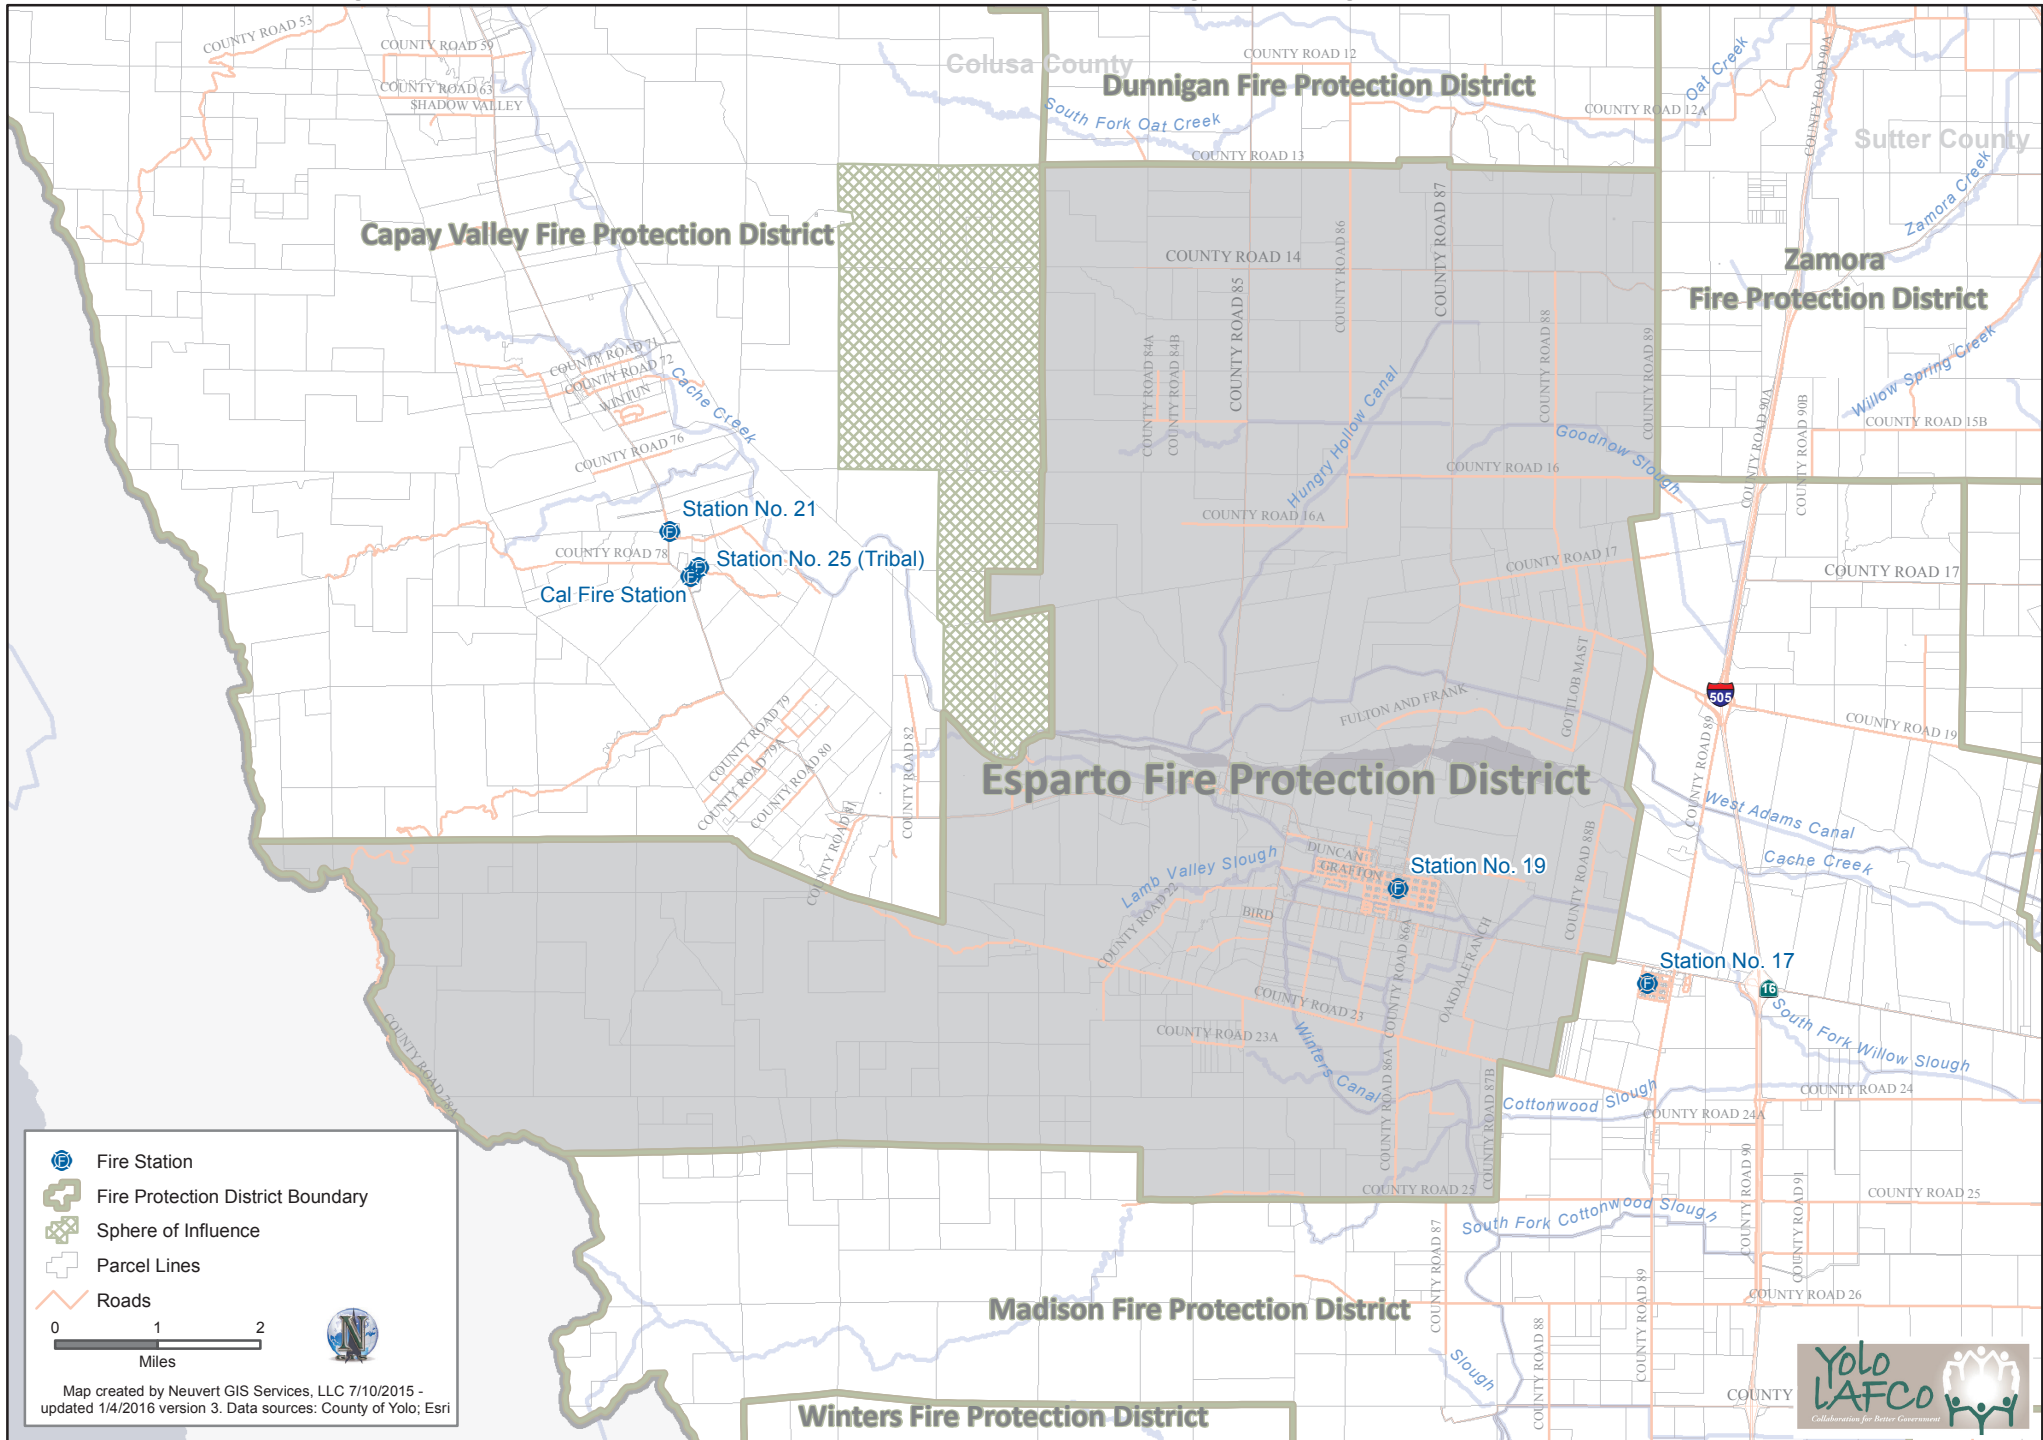 COUNTY ROAD 53
COUNTY ROAD 59
COUNTY ROAD 63
SHADOW VALLEY
Colusa County
COUNTY ROAD 12
Dunnigan Fire Protection District
South Fork Oat Creek
COUNTY ROAD 13
COUNTY ROAD 12A
Oat Creek
COUNTY ROAD 90A
Sutter County
Zamora Creek
Capay Valley Fire Protection District
Zamora
Fire Protection District
COUNTY ROAD 14
COUNTY ROAD 85
COUNTY ROAD 86
COUNTY ROAD 87
COUNTY ROAD 88
COUNTY ROAD 89
COUNTY ROAD 84A
COUNTY ROAD 84B
Hungry Hollow Canal
Goodnow Slough
COUNTY ROAD 16
COUNTY ROAD 16A
COUNTY ROAD 17
COUNTY ROAD 90A
COUNTY ROAD 90B
Willow Spring Creek
COUNTY ROAD 15B
COUNTY ROAD 17
COUNTY ROAD 71
COUNTY ROAD 72
WINTUN
Cache Creek
COUNTY ROAD 76
Station No. 21
COUNTY ROAD 78
Station No. 25 (Tribal)
Cal Fire Station
COUNTY ROAD 79
COUNTY ROAD 79A
COUNTY ROAD 80
COUNTY ROAD 81
COUNTY ROAD 82
GOTTLOB MAST
FULTON AND FRANK
505
COUNTY ROAD 19
COUNTY ROAD 89
Esparto Fire Protection District
West Adams Canal
Cache Creek
DUNCAN
GRAFTON
Station No. 19
Lamb Valley Slough
COUNTY ROAD 22
BIRD
COUNTY ROAD 86A
OAKDALE RANCH
COUNTY ROAD 88B
Station No. 17
16
South Fork Willow Slough
COUNTY ROAD 23
COUNTY ROAD 23A
Winters Canal
COUNTY ROAD 86A
COUNTY ROAD 87B
COUNTY ROAD 78A
Cottonwood Slough
COUNTY ROAD 24
COUNTY ROAD 24A
COUNTY ROAD 90
COUNTY ROAD 91
COUNTY ROAD 25
COUNTY ROAD 25
South Fork Cottonwood Slough
COUNTY ROAD 87
COUNTY ROAD 89
COUNTY ROAD 26
COUNTY ROAD 88
Madison Fire Protection District
Slough
COUNTY
Winters Fire Protection District
Fire Station
Fire Protection District Boundary
Sphere of Influence
Parcel Lines
Roads
0 1 2
Miles
N
Map created by Neuvert GIS Services, LLC 7/10/2015 -
updated 1/4/2016 version 3. Data sources: County of Yolo; Esri
YOLO
LAFCO
Collaboration for Better Government